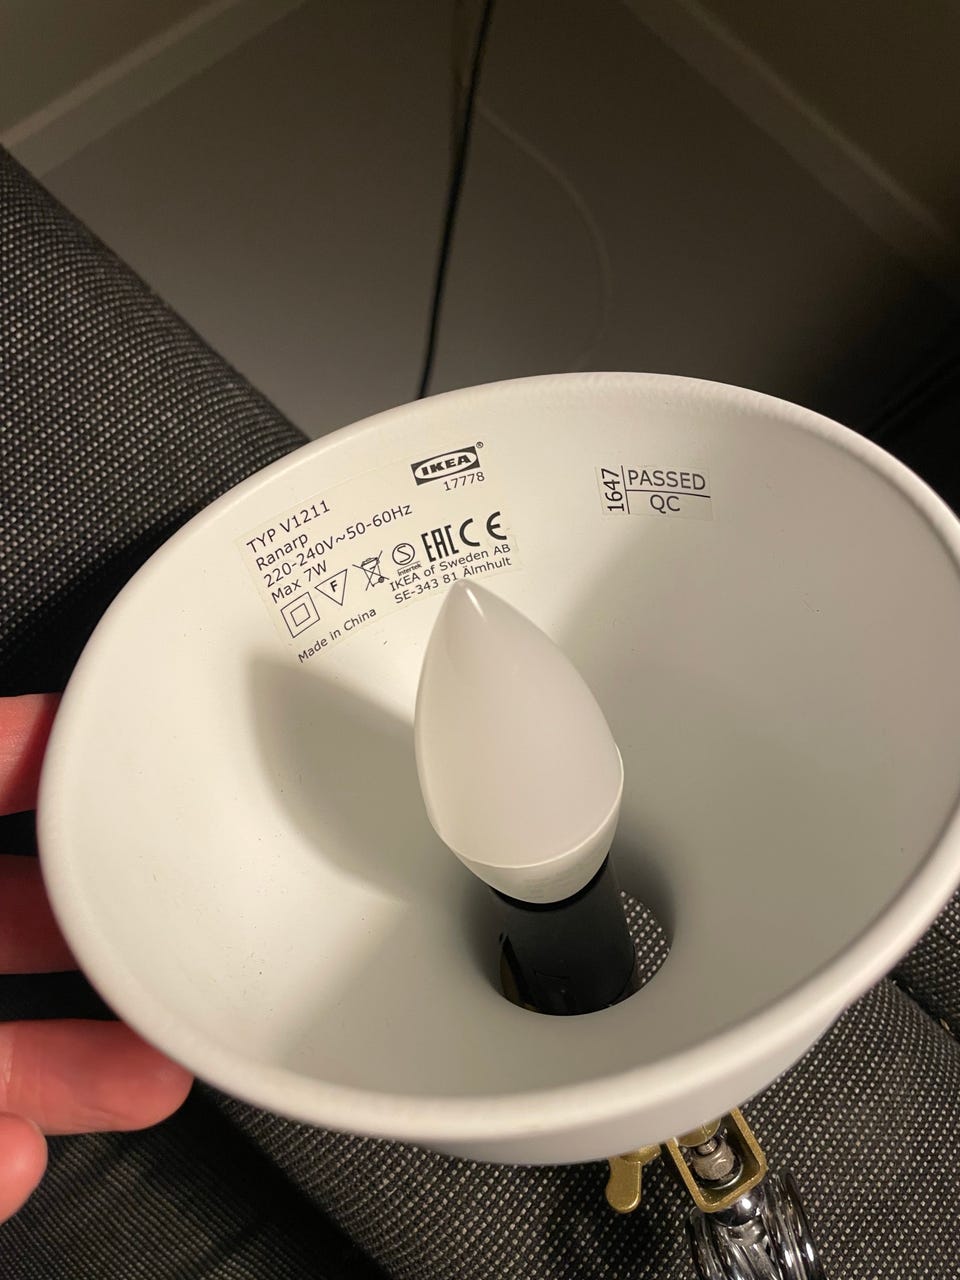 IKEA®
17778
TYP V1211
Ranarp
220-240V~50-60Hz
Max 7W
F
S
Intertek
EAC CE
IKEA of Sweden AB
SE-343 81 Älmhult
Made in China
1647
PASSED
QC